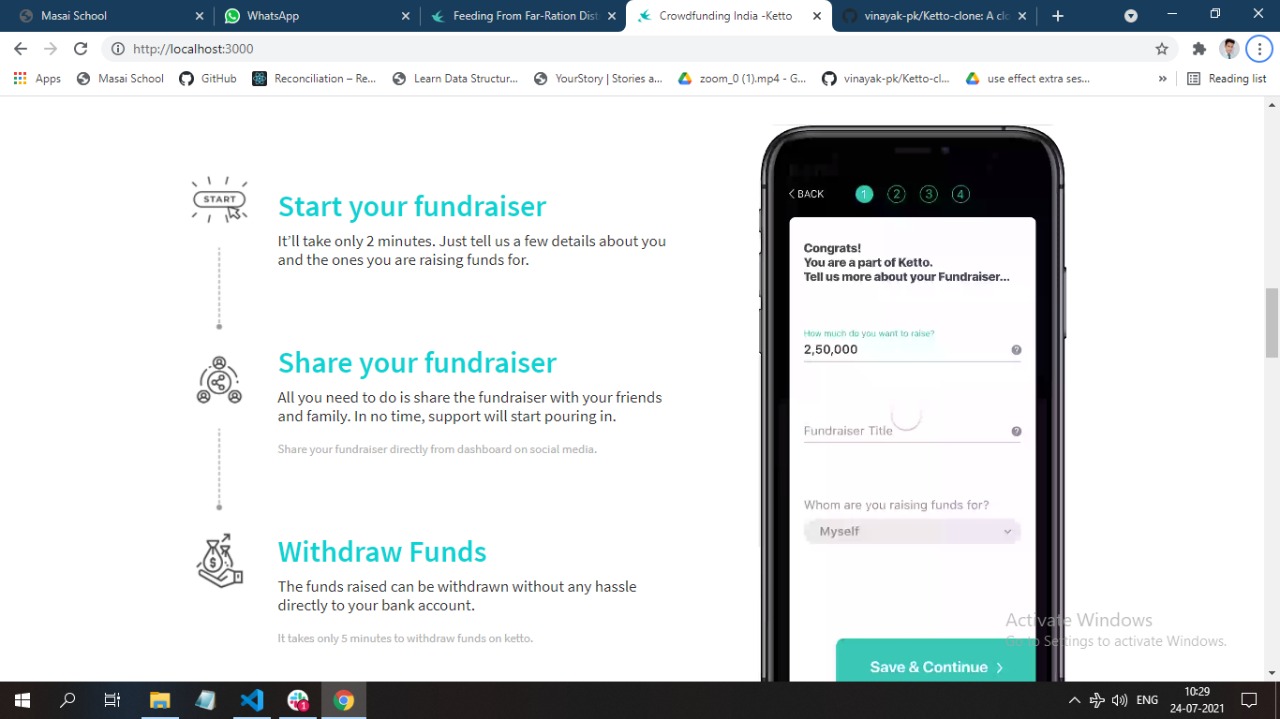 Masai School
WhatsApp
Feeding From Far-Ration Dist
Crowdfunding India -Ketto
vinayak-pk/Ketto-clone: A clo
http://localhost:3000
Apps
Masai School
GitHub
Reconciliation – Re...
Learn Data Structur...
YourStory | Stories a...
zoom_0 (1).mp4 - G...
vinayak-pk/Ketto-cl...
use effect extra ses...
»
Reading list
START
Start your fundraiser
It’ll take only 2 minutes. Just tell us a few details about you
and the ones you are raising funds for.
Share your fundraiser
All you need to do is share the fundraiser with your friends
and family. In no time, support will start pouring in.
Share your fundraiser directly from dashboard on social media.
Withdraw Funds
The funds raised can be withdrawn without any hassle
directly to your bank account.
It takes only 5 minutes to withdraw funds on ketto.
BACK 1 2 3 4
Congrats!
You are a part of Ketto.
Tell us more about your Fundraiser...
How much do you want to raise?
2,50,000
Fundraiser Title
Whom are you raising funds for?
Myself
Save & Continue
Activate Windows
Go to Settings to activate Windows.
ENG
10:29
24-07-2021
1